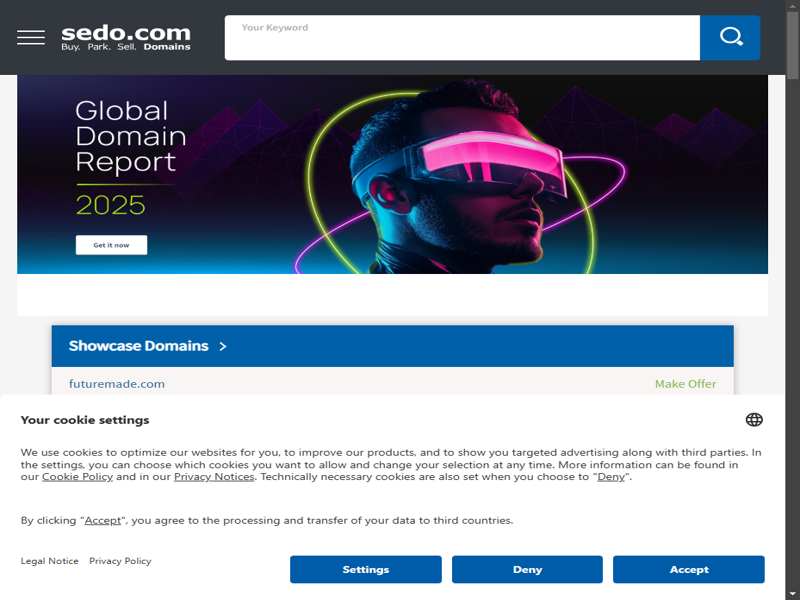 sedo.com
Buy. Park. Sell. Domains
Your Keyword
Global
Domain
Report
2025
Get it now
Showcase Domains
futuremade.com
Make Offer
Your cookie settings
We use cookies to optimize our websites for you, to improve our products, and to show you targeted advertising along with third parties. In
the settings, you can choose which cookies you want to allow and change your selection at any time. More information can be found in
our Cookie Policy and in our Privacy Notices. Technically necessary cookies are also set when you choose to "Deny".
By clicking "Accept", you agree to the processing and transfer of your data to third countries.
Legal Notice Privacy Policy
Settings
Deny
Accept